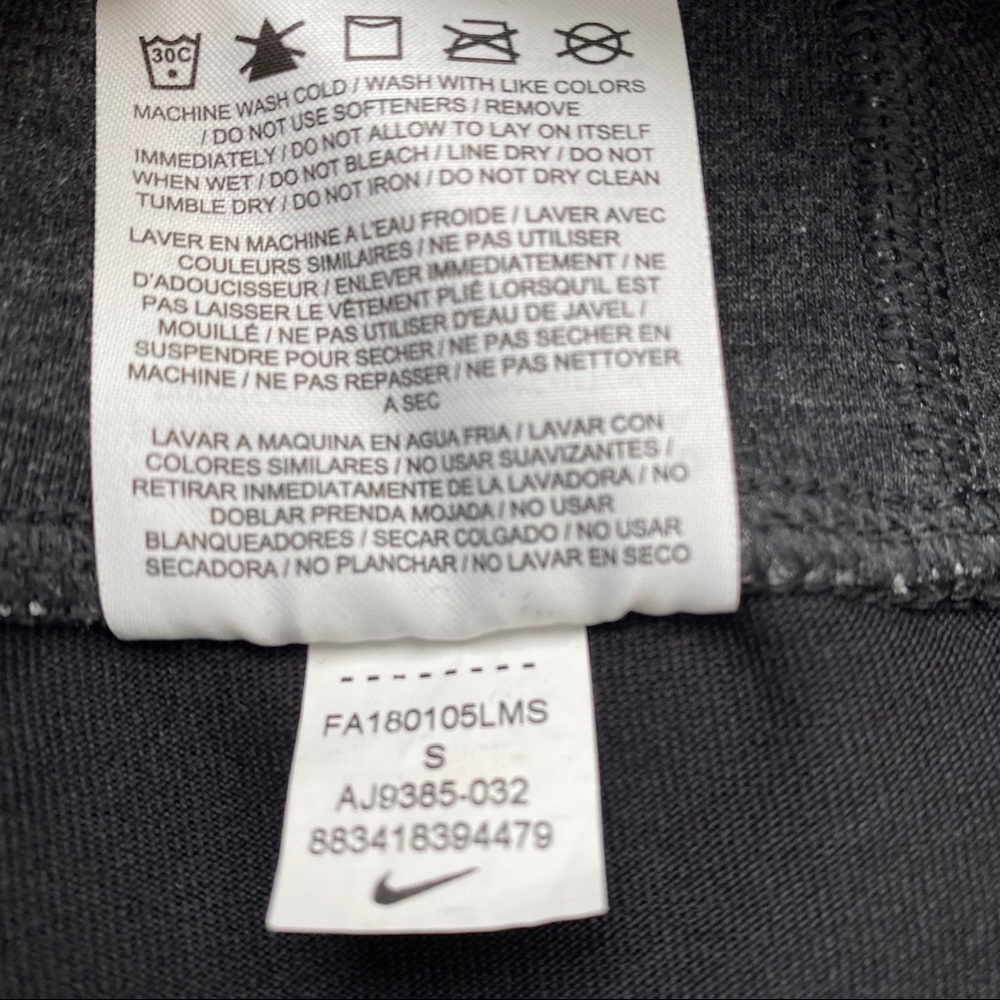 30C
MACHINE WASH COLD / WASH WITH LIKE COLORS
/ DO NOT USE SOFTENERS / REMOVE
IMMEDIATELY / DO NOT ALLOW TO LAY ON ITSELF
WHEN WET / DO NOT BLEACH / LINE DRY / DO NOT
TUMBLE DRY / DO NOT IRON / DO NOT DRY CLEAN
LAVER EN MACHINE A L'EAU FROIDE / LAVER AVEC
COULEURS SIMILAIRES / NE PAS UTILISER
D'ADOUCISSEUR / ENLEVER IMMEDIATEMENT / NE
PAS LAISSER LE VÊTEMENT PLIÉ LORSQU'IL EST
MOUILLÉ / NE PAS UTILISER D'EAU DE JAVEL /
SUSPENDRE POUR SECHER / NE PAS SECHER EN
MACHINE / NE PAS REPASSER / NE PAS NETTOYER
A SEC
LAVAR A MAQUINA EN AGUA FRIA / LAVAR CON
COLORES SIMILARES / NO USAR SUAVIZANTES /
RETIRAR INMEDIATAMENTE DE LA LAVADORA / NO
DOBLAR PRENDA MOJADA / NO USAR
BLANQUEADORES / SECAR COLGADO / NO USAR
SECADORA / NO PLANCHAR / NO LAVAR EN SECO
FA180105LMS
S
AJ9385-032
883418394479